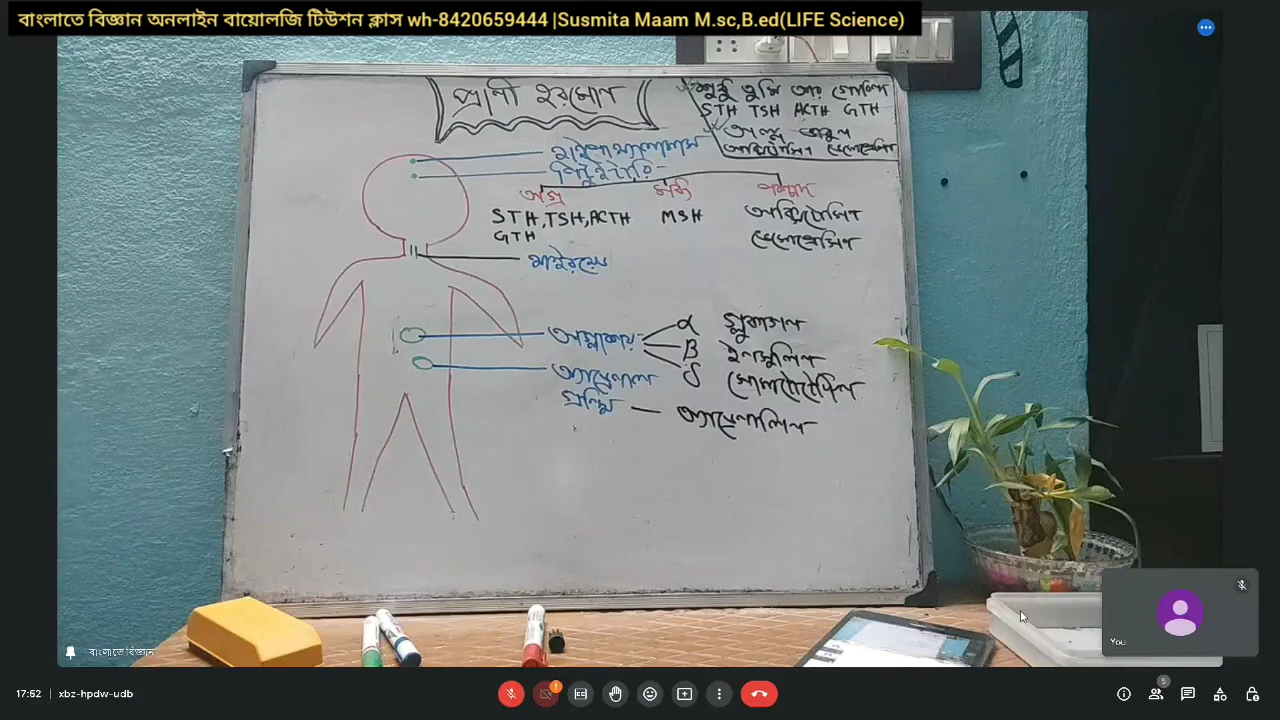 বাংলাতে বিজ্ঞান অনলাইন বায়োলজি টিউশন ক্লাস wh-8420659444 |Susmita Maam M.sc,B.ed(LIFE Science)
প্রাণী হরমোন
শুধু তুমি আর গোলাপ
STH TSH ACTH GTH
হাইপোথ্যালামাস
পিটুইটারি
অগ্র মধ্য পশ্চাদ
STH,TSH,ACTH MSH অক্সিটোসিন
GTH ভেসোপ্রেসিন
থাইরয়েড
অগ্ন্যাশয় α গ্লুকাগন
β ইনসুলিন
অ্যাড্রেনাল δ সোমাটোস্ট্যাটিন
গ্রন্থি — অ্যাড্রেনালিন
বাংলাতে বিজ্ঞান
You
17:52 | xbz-hpdw-udb
5